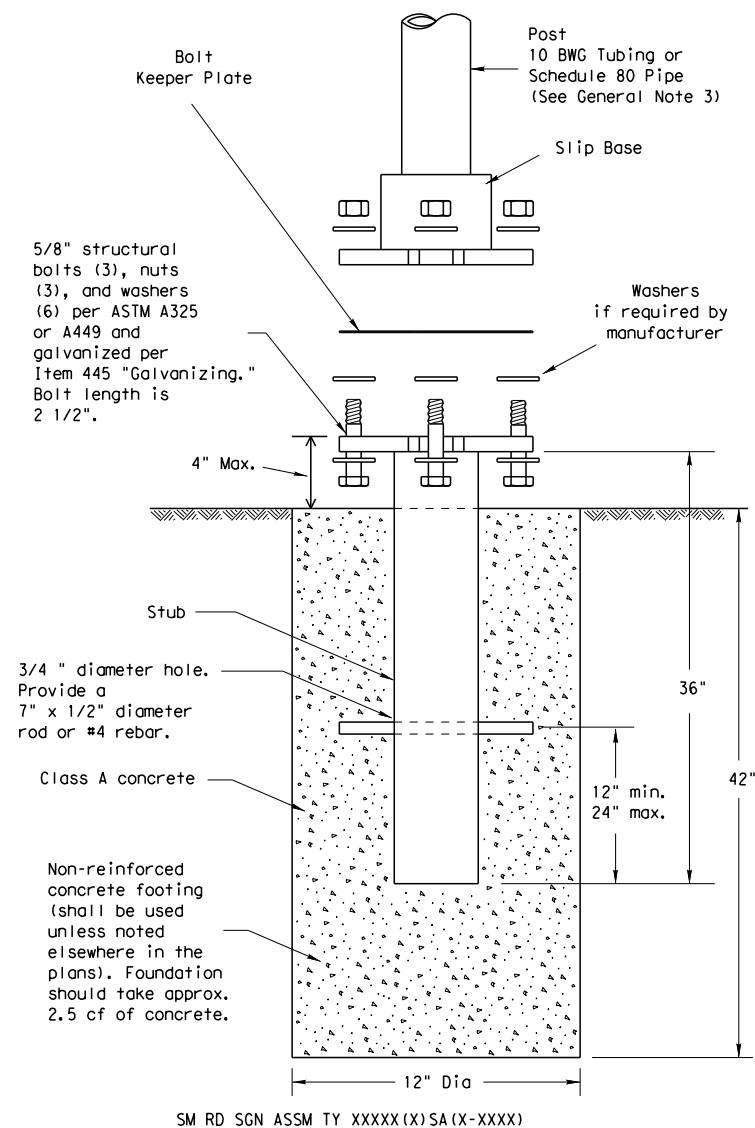 Post
10 BWG Tubing or
Schedule 80 Pipe
(See General Note 3)
Bolt
Keeper Plate
Slip Base
5/8" structural
bolts (3), nuts
(3), and washers
(6) per ASTM A325
or A449 and
galvanized per
Item 445 "Galvanizing."
Bolt length is
2 1/2".
Washers
if required by
manufacturer
4" Max.
Stub
3/4 " diameter hole.
Provide a
7" x 1/2" diameter
rod or #4 rebar.
36"
Class A concrete
12" min.
24" max.
42"
Non-reinforced
concrete footing
(shall be used
unless noted
elsewhere in the
plans). Foundation
should take approx.
2.5 cf of concrete.
12" Dia
SM RD SGN ASSM TY XXXXX(X)SA(X-XXXX)